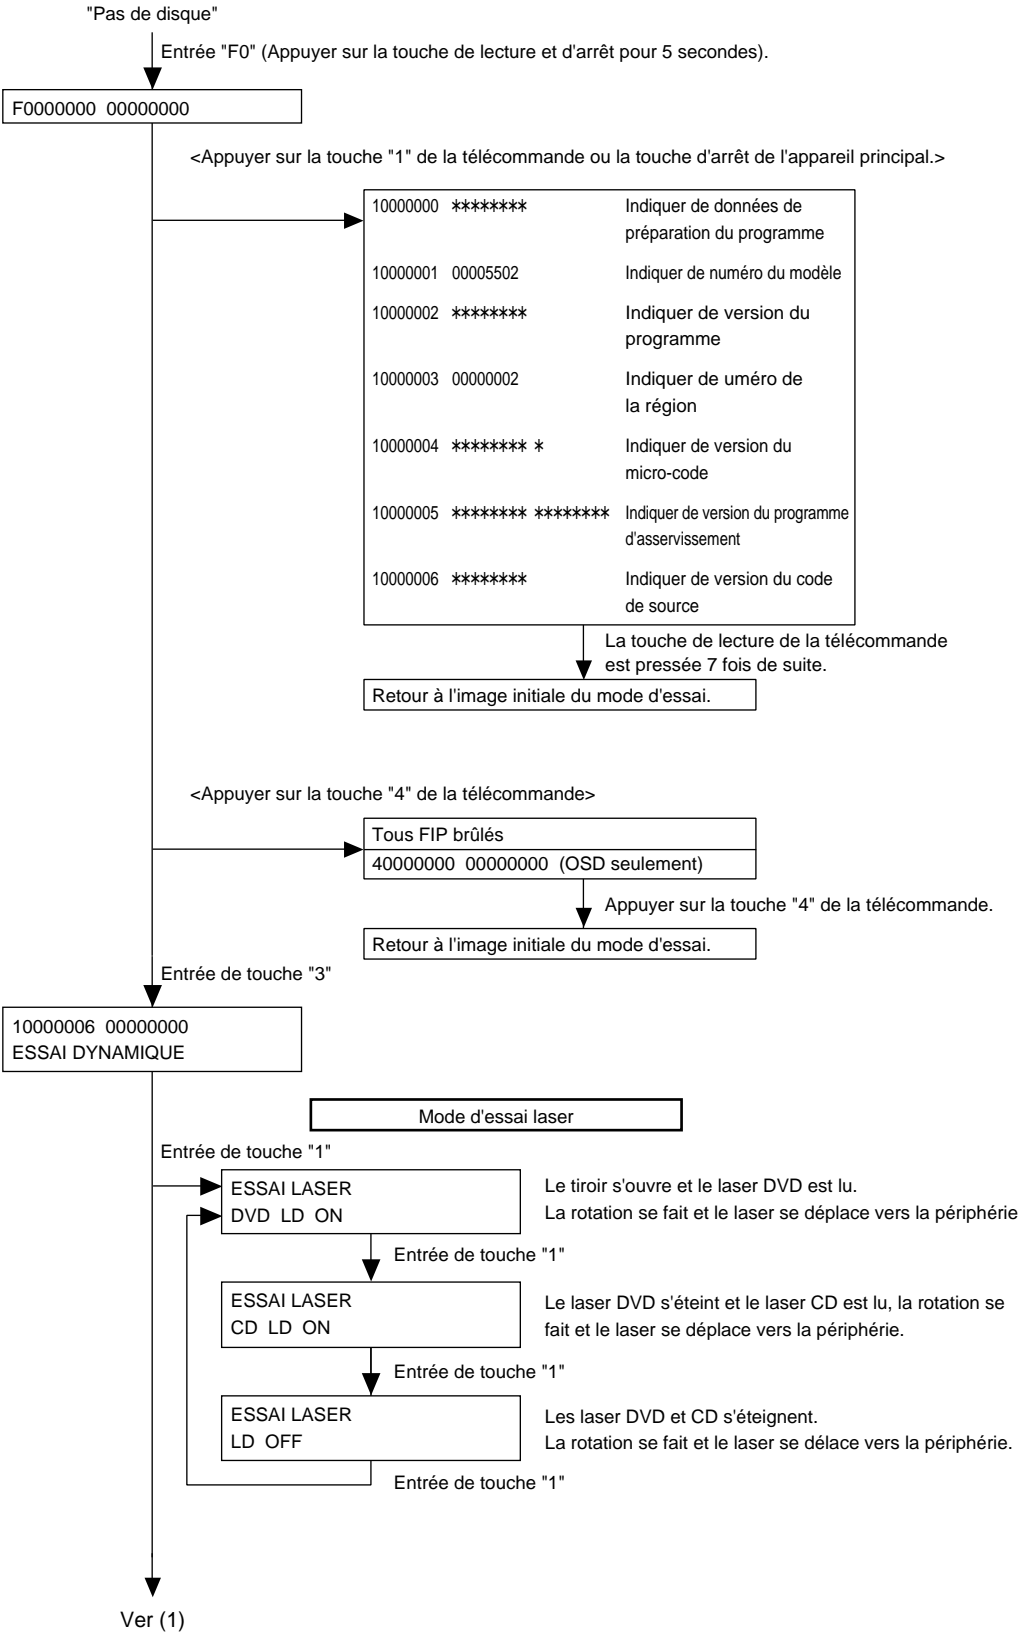 "Pas de disque"
Entrée "F0" (Appuyer sur la touche de lecture et d'arrêt pour 5 secondes).
F0000000 00000000
<Appuyer sur la touche "1" de la télécommande ou la touche d'arrêt de l'appareil principal.>
10000000 ******** Indiquer de données de
préparation du programme
10000001 00005502 Indiquer de numéro du modèle
10000002 ******** Indiquer de version du
programme
10000003 00000002 Indiquer de uméro de
la région
10000004 ******** * Indiquer de version du
micro-code
10000005 ******** ******** Indiquer de version du programme
d'asservissement
10000006 ******** Indiquer de version du code
de source
La touche de lecture de la télécommande
est pressée 7 fois de suite.
Retour à l'image initiale du mode d'essai.
<Appuyer sur la touche "4" de la télécommande>
Tous FIP brûlés
40000000 00000000 (OSD seulement)
Appuyer sur la touche "4" de la télécommande.
Retour à l'image initiale du mode d'essai.
Entrée de touche "3"
10000006 00000000
ESSAI DYNAMIQUE
Mode d'essai laser
Entrée de touche "1"
ESSAI LASER
DVD LD ON
Le tiroir s'ouvre et le laser DVD est lu.
La rotation se fait et le laser se déplace vers la périphérie
Entrée de touche "1"
ESSAI LASER
CD LD ON
Le laser DVD s'éteint et le laser CD est lu, la rotation se
fait et le laser se déplace vers la périphérie.
Entrée de touche "1"
ESSAI LASER
LD OFF
Les laser DVD et CD s'éteignent.
La rotation se fait et le laser se délace vers la périphérie.
Entrée de touche "1"
Ver (1)